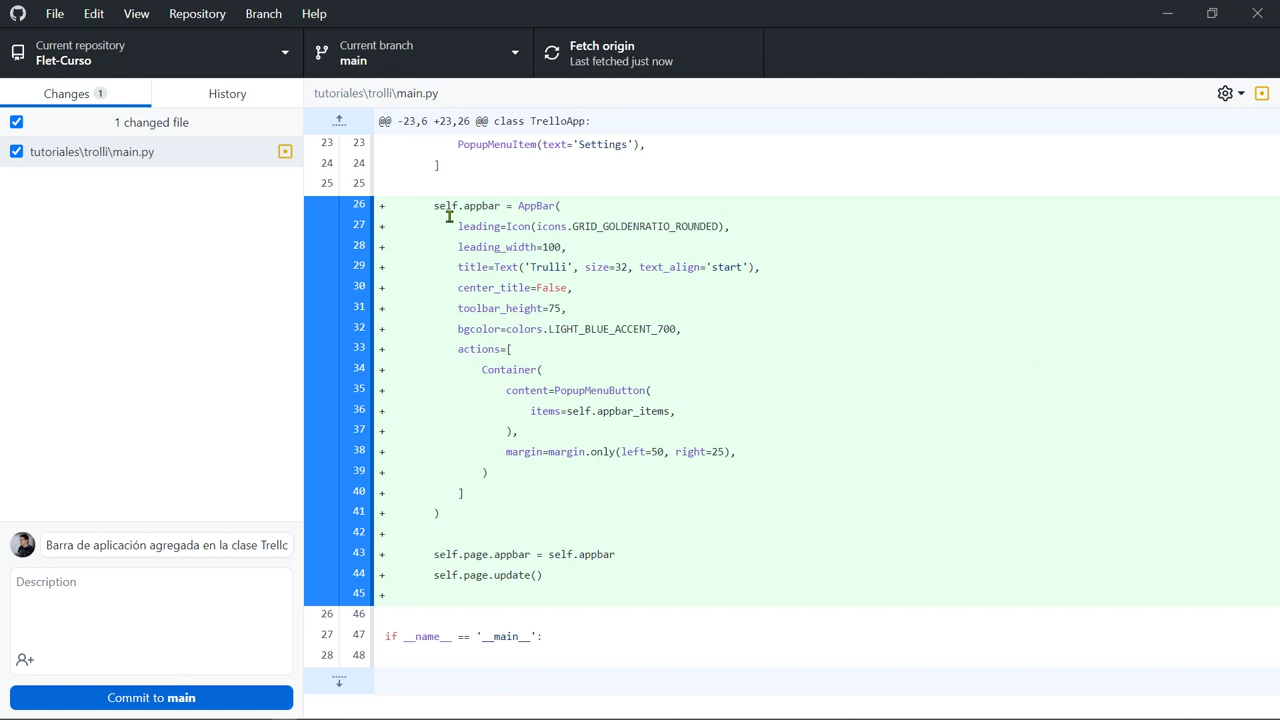 File Edit View Repository Branch Help
Current repository
Flet-Curso
Current branch
main
Fetch origin
Last fetched just now
Changes 1
History
tutoriales\trolli\main.py
1 changed file
tutoriales\trolli\main.py
@@ -23,6 +23,26 @@ class TrelloApp:
23 23 PopupMenuItem(text='Settings'),
24 24 ]
25 25
26 + self.appbar = AppBar(
27 + leading=Icon(icons.GRID_GOLDENRATIO_ROUNDED),
28 + leading_width=100,
29 + title=Text('Trulli', size=32, text_align='start'),
30 + center_title=False,
31 + toolbar_height=75,
32 + bgcolor=colors.LIGHT_BLUE_ACCENT_700,
33 + actions=[
34 + Container(
35 + content=PopupMenuButton(
36 + items=self.appbar_items,
37 + ),
38 + margin=margin.only(left=50, right=25),
39 + )
40 + ]
41 + )
42 +
43 + self.page.appbar = self.appbar
44 + self.page.update()
45 +
26 46
27 47 if __name__ == '__main__':
28 48
Barra de aplicación agregada en la clase Trellc
Description
Commit to main